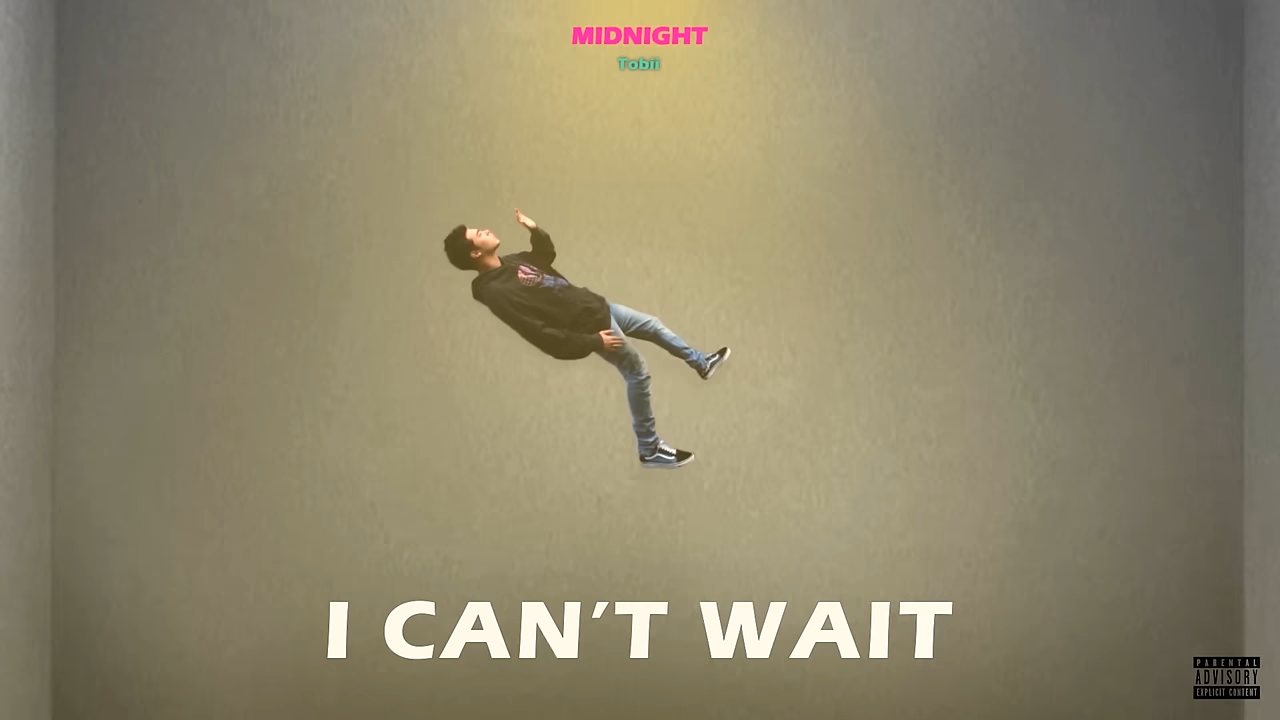 MIDNIGHT
Tobii
I CAN'T WAIT
PARENTAL
ADVISORY
EXPLICIT CONTENT